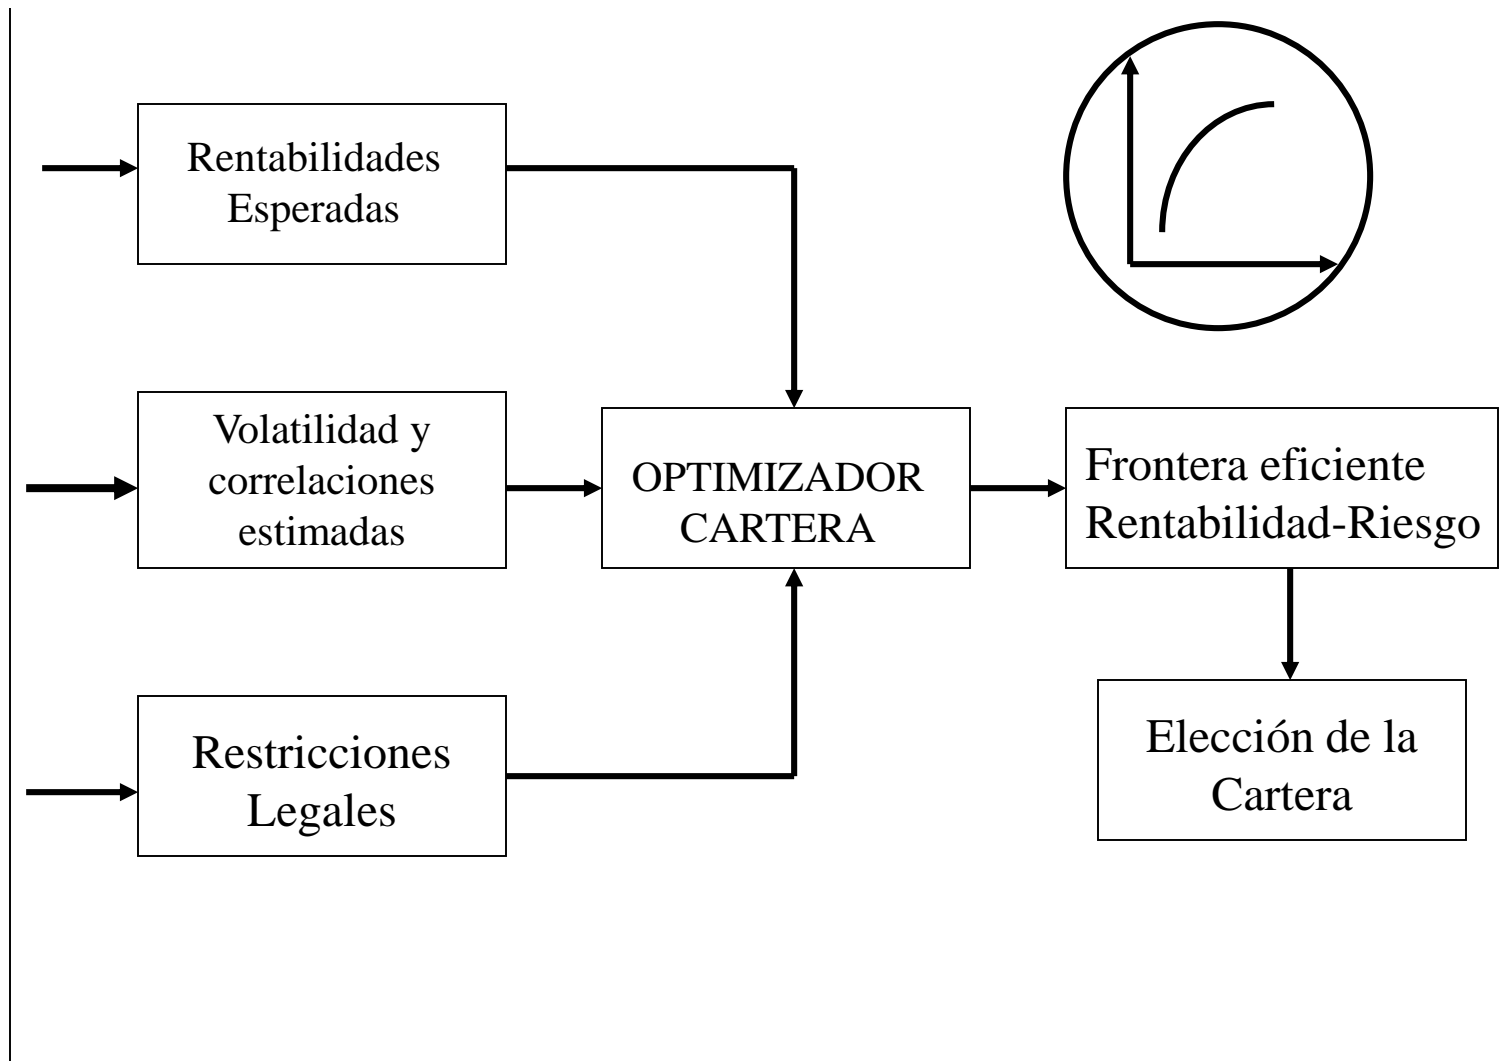 Rentabilidades
Esperadas
Volatilidad y
correlaciones
estimadas
OPTIMIZADOR
CARTERA
Frontera eficiente
Rentabilidad-Riesgo
Restricciones
Legales
Elección de la
Cartera